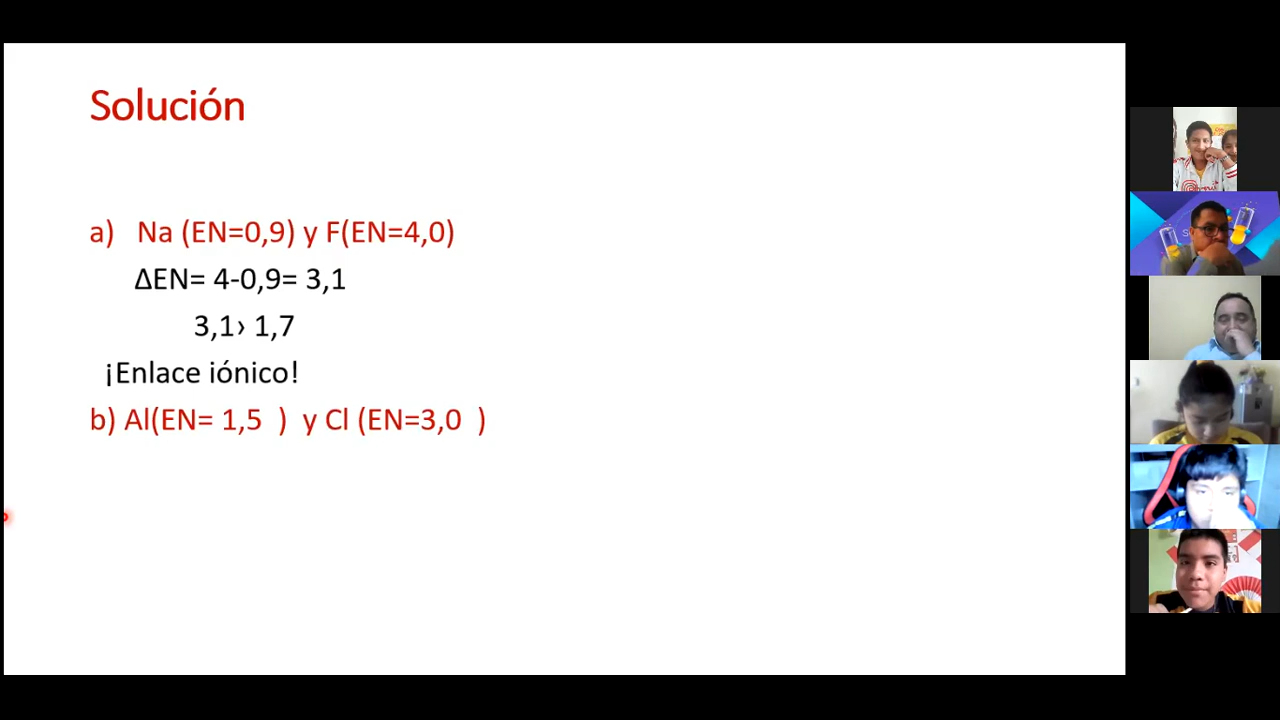 Solución
a) Na (EN=0,9) y F(EN=4,0)
ΔEN= 4-0,9= 3,1
3,1› 1,7
¡Enlace iónico!
b) Al(EN= 1,5 ) y Cl (EN=3,0 )